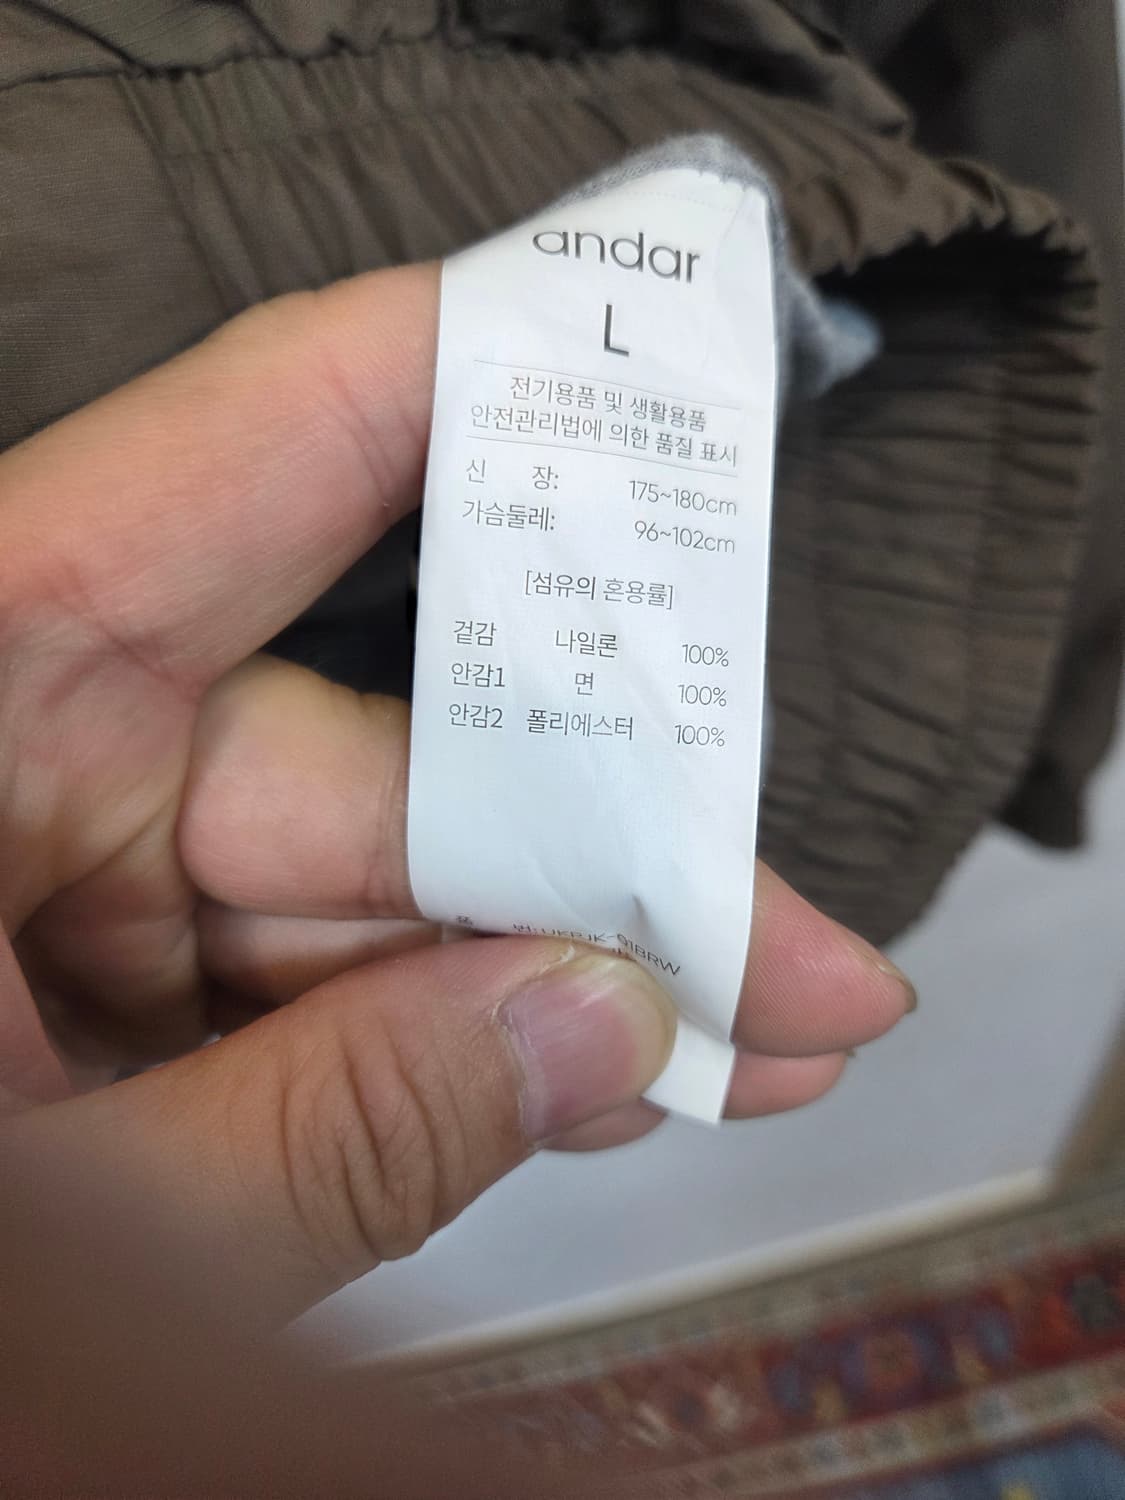 andar
L
전기용품 및 생활용품
안전관리법에 의한 품질 표시
신 장: 175~180cm
가슴둘레: 96~102cm
[섬유의 혼용률]
겉감 나일론 100%
안감1 면 100%
안감2 폴리에스터 100%
품 번: